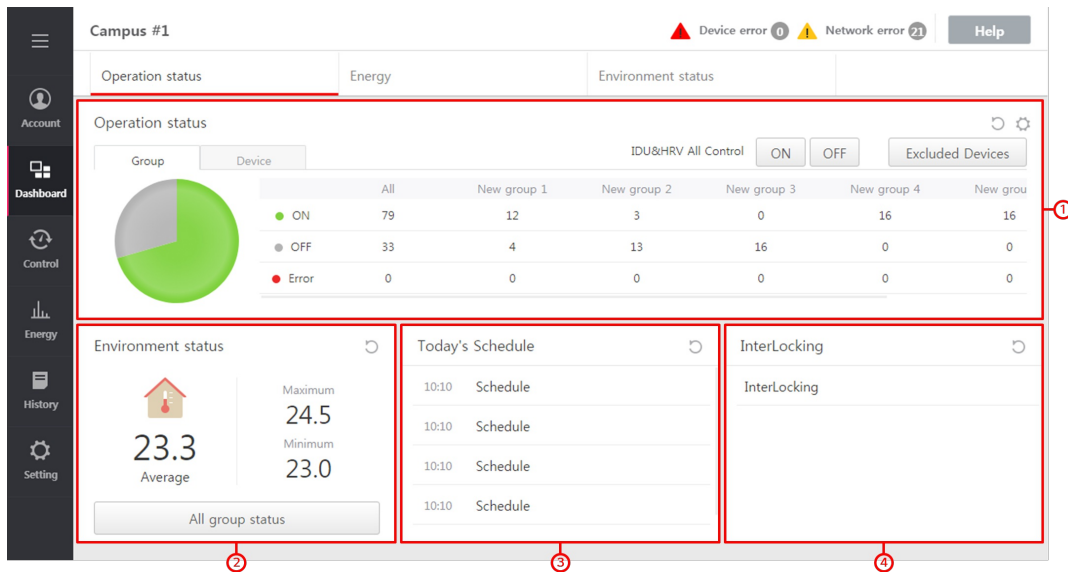 Campus #1
Device error 0
Network error 21
Help
Account
Dashboard
Control
Energy
History
Setting
Operation status
Energy
Environment status
Operation status
Group
Device
IDU&HRV All Control
ON
OFF
Excluded Devices
All New group 1 New group 2 New group 3 New group 4 New grou
ON 79 12 3 0 16 16
OFF 33 4 13 16 0 0
Error 0 0 0 0 0 0
1
Environment status
23.3
Average
Maximum
24.5
Minimum
23.0
All group status
2
Today's Schedule
10:10 Schedule
10:10 Schedule
10:10 Schedule
10:10 Schedule
3
InterLocking
InterLocking
4